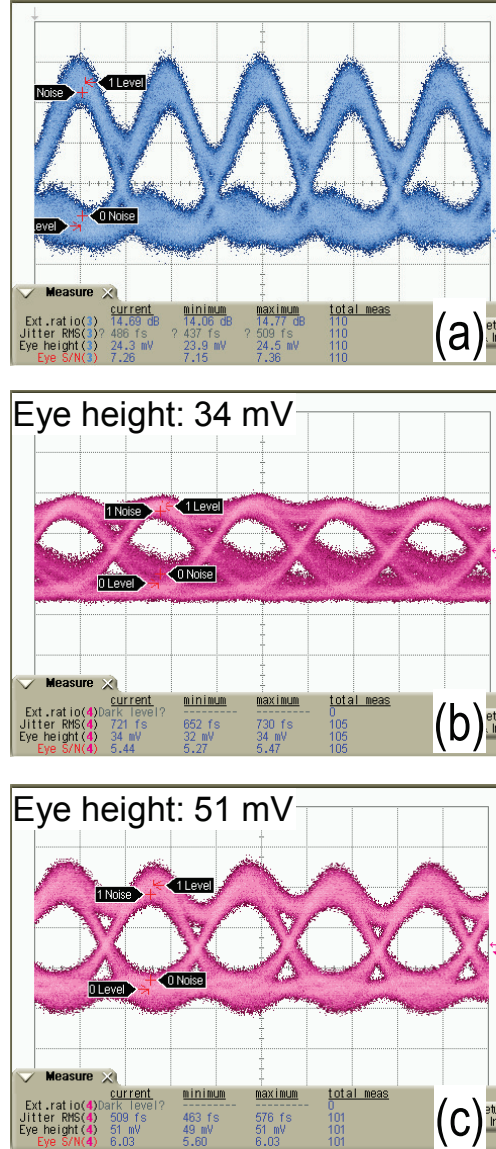 1 Level
Noise
0 Noise
evel
Measure
current minimum maximum total meas
Ext.ratio(3) 14.69 dB 14.06 dB 14.77 dB 110
Jitter RMS(3)? 486 fs ? 437 fs ? 509 fs 110
Eye height(3) 24.3 mV 23.9 mV 24.5 mV 110
Eye S/N(3) 7.26 7.15 7.36 110
(a)
Eye height: 34 mV
1 Noise 1 Level
0 Level 0 Noise
Measure
current minimum maximum total meas
Ext.ratio(4)Dark level? --------- --------- 0
Jitter RMS(4) 721 fs 652 fs 730 fs 105
Eye height(4) 34 mV 32 mV 34 mV 105
Eye S/N(4) 5.44 5.27 5.47 105
(b)
Eye height: 51 mV
1 Level
1 Noise
0 Noise
0 Level
Measure
current minimum maximum total meas
Ext.ratio(4)Dark level? --------- --------- 0
Jitter RMS(4) 509 fs 463 fs 576 fs 101
Eye height(4) 51 mV 49 mV 51 mV 101
Eye S/N(4) 6.03 5.60 6.03 101
(c)